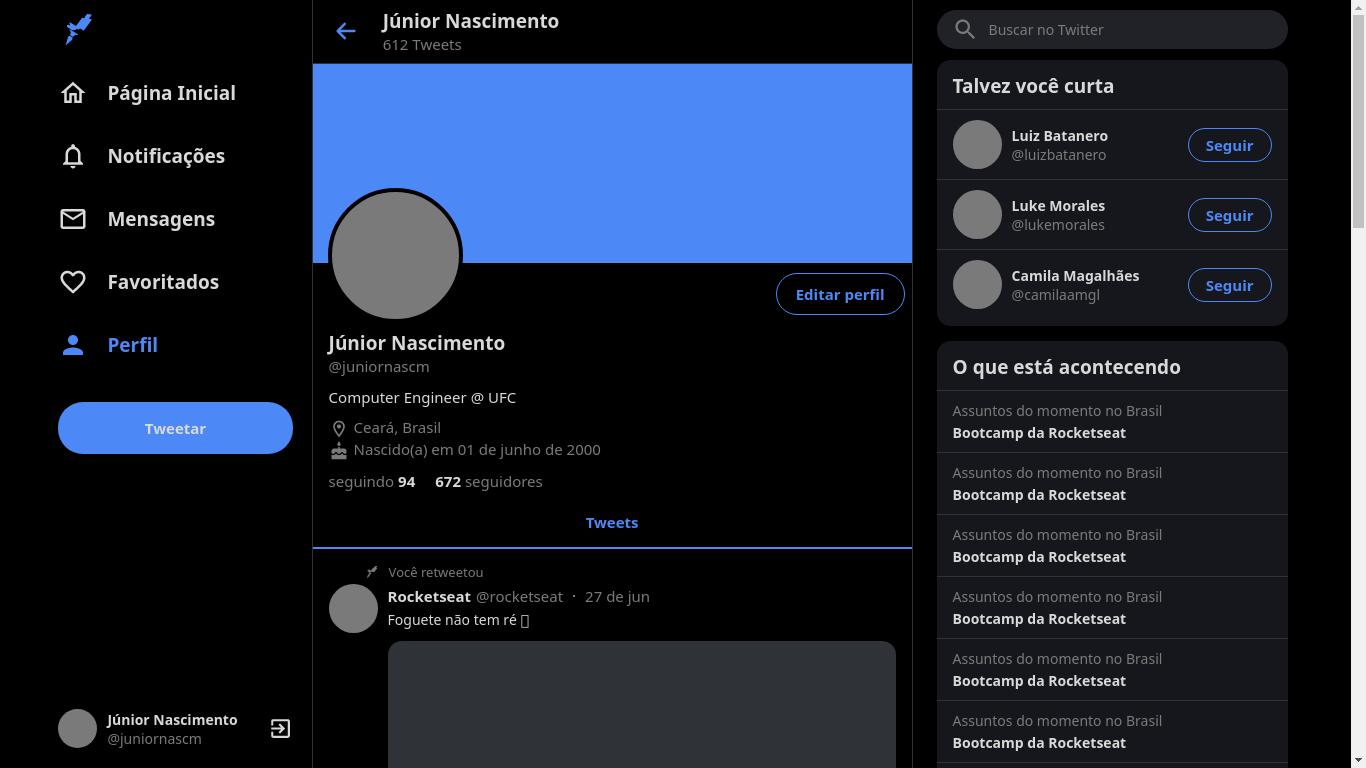 Página Inicial
Notificações
Mensagens
Favoritados
Perfil
Tweetar
Júnior Nascimento
@juniornascm
Júnior Nascimento
612 Tweets
Editar perfil
Júnior Nascimento
@juniornascm
Computer Engineer @ UFC
Ceará, Brasil
Nascido(a) em 01 de junho de 2000
seguindo 94 672 seguidores
Tweets
Você retweetou
Rocketseat @rocketseat · 27 de jun
Foguete não tem ré
Buscar no Twitter
Talvez você curta
Luiz Batanero
@luizbatanero
Seguir
Luke Morales
@lukemorales
Seguir
Camila Magalhães
@camilaamgl
Seguir
O que está acontecendo
Assuntos do momento no Brasil
Bootcamp da Rocketseat
Assuntos do momento no Brasil
Bootcamp da Rocketseat
Assuntos do momento no Brasil
Bootcamp da Rocketseat
Assuntos do momento no Brasil
Bootcamp da Rocketseat
Assuntos do momento no Brasil
Bootcamp da Rocketseat
Assuntos do momento no Brasil
Bootcamp da Rocketseat